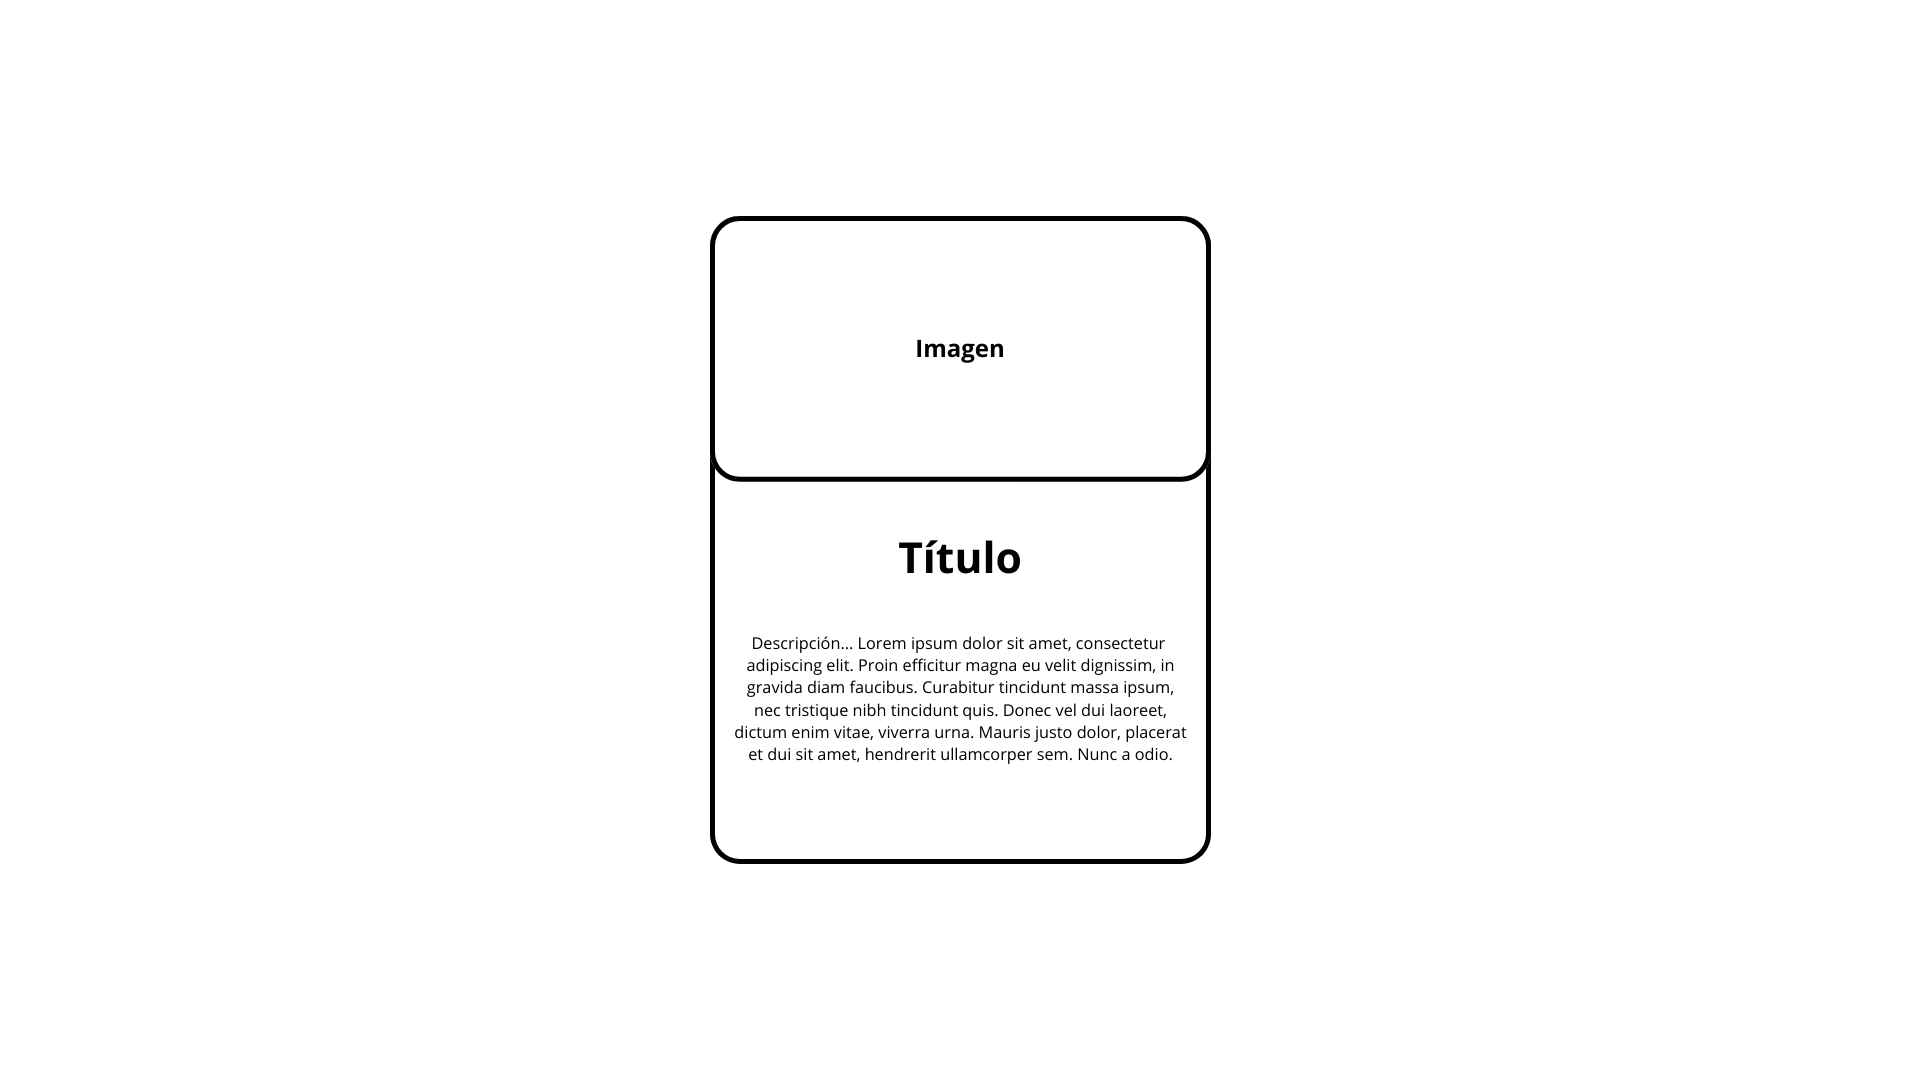 Imagen
Título
Descripción... Lorem ipsum dolor sit amet, consectetur
adipiscing elit. Proin efficitur magna eu velit dignissim, in
gravida diam faucibus. Curabitur tincidunt massa ipsum,
nec tristique nibh tincidunt quis. Donec vel dui laoreet,
dictum enim vitae, viverra urna. Mauris justo dolor, placerat
et dui sit amet, hendrerit ullamcorper sem. Nunc a odio.